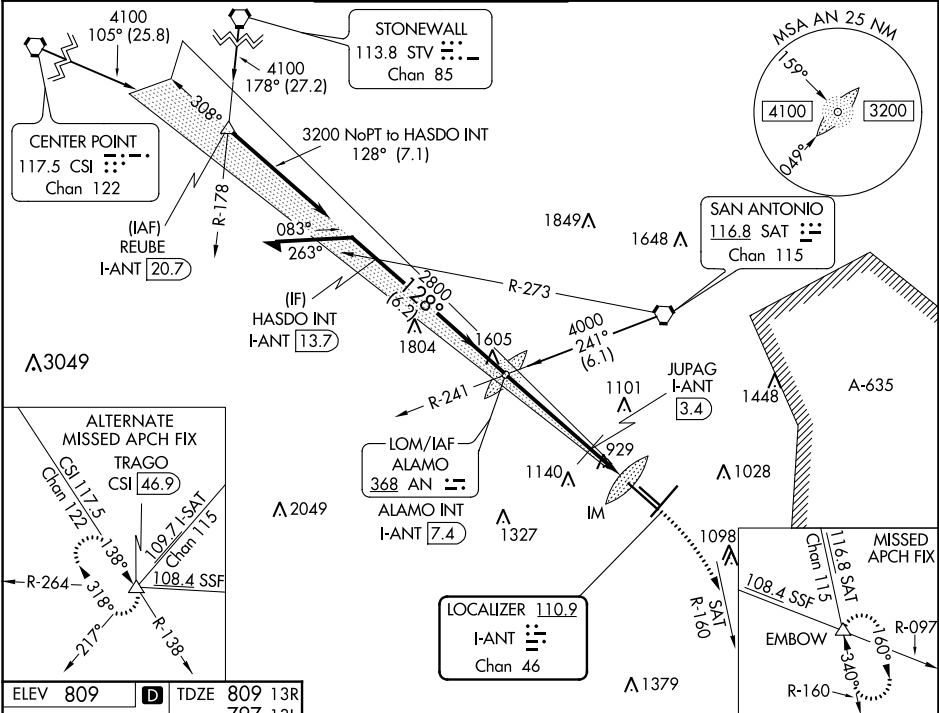 4100
105° (25.8)
STONEWALL
113.8 STV
Chan 85
4100
178° (27.2)
MSA AN 25 NM
159°
4100
3200
049°
308°
3200 NoPT to HASDO INT
128° (7.1)
CENTER POINT
117.5 CSI
Chan 122
R-178
(IAF)
REUBE
I-ANT 20.7
083°
263°
1849
1648
SAN ANTONIO
116.8 SAT
Chan 115
R-273
2800
128°
(6.2)
(IF)
HASDO INT
I-ANT 13.7
1804
1605
4000
241°
(6.1)
3049
R-241
JUPAG
I-ANT
3.4
1101
1448
A-635
ALTERNATE
MISSED APCH FIX
TRAGO
CSI 46.9
CSI 117.5
Chan 122
109.7 I-SAT
Chan 115
138°
108.4 SSF
R-264
318°
217°
R-138
LOM/IAF
ALAMO
368 AN
ALAMO INT
I-ANT 7.4
929
1140
1028
IM
2049
1327
1098
SAT
R-160
LOCALIZER 110.9
I-ANT
Chan 46
1379
MISSED
APCH FIX
116.8 SAT
Chan 115
108.4 SSF
R-097
EMBOW
160°
340°
R-160
ELEV 809 D TDZE 809 13R
797 13L